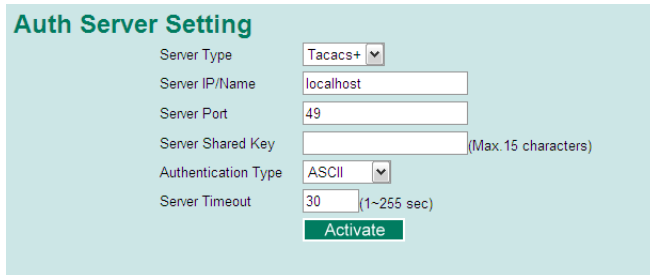 Auth Server Setting
Server Type Tacacs+
Server IP/Name localhost
Server Port 49
Server Shared Key (Max.15 characters)
Authentication Type ASCII
Server Timeout 30 (1~255 sec)
Activate